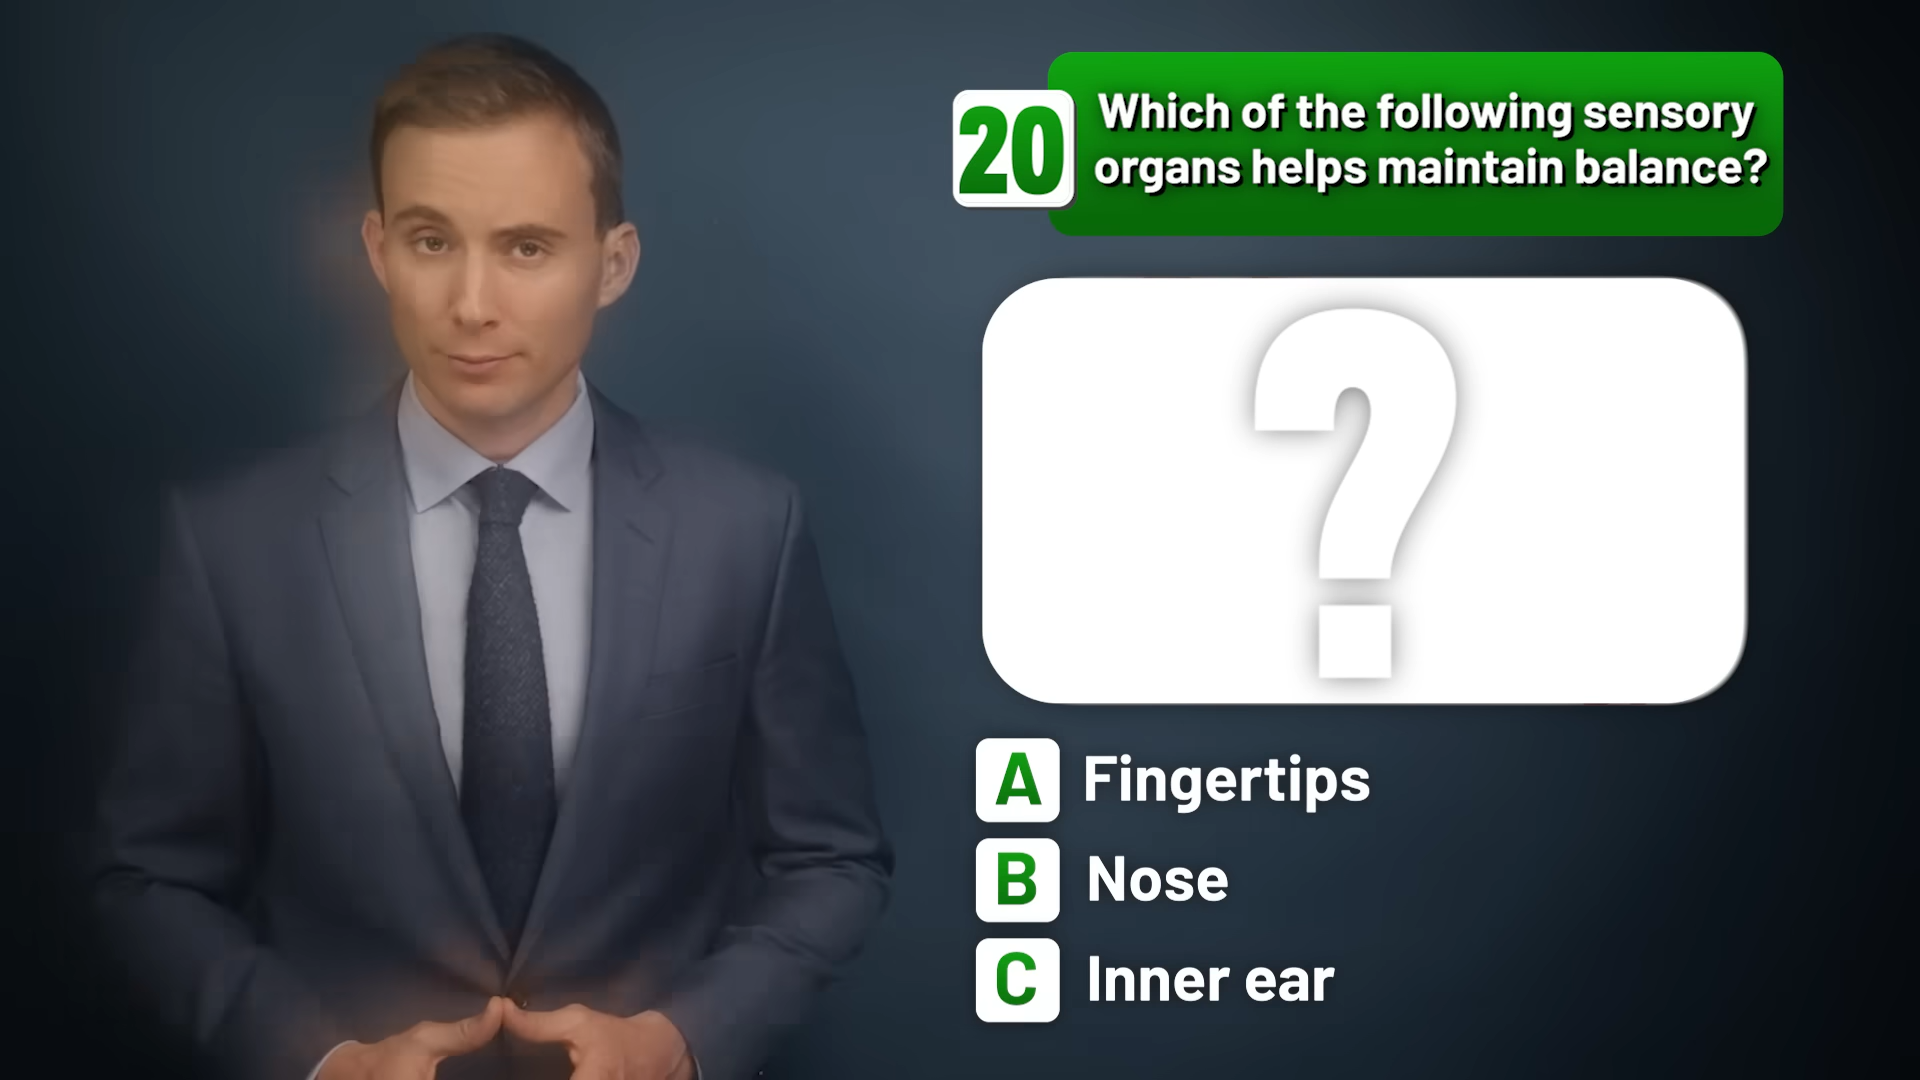 20
Which of the following sensory
organs helps maintain balance?
?
A Fingertips
B Nose
C Inner ear